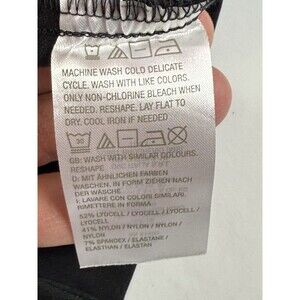 MACHINE WASH COLD DELICATE
CYCLE. WASH WITH LIKE COLORS.
ONLY NON-CHLORINE BLEACH WHEN
NEEDED. RESHAPE. LAY FLAT TO
DRY. COOL IRON IF NEEDED
30
GB: WASH WITH SIMILAR COLOURS.
RESHAPE
D: MIT ÄHNLICHEN FARBEN
WASCHEN, IN FORM ZIEHEN NACH
DER WÄSCHE
I: LAVARE CON COLORI SIMILARI.
RIMETTERE IN FORMA
52% LYOCELL / LYOCELL /
LYOCELL
41% NYLON / NYLON /
NYLON
7% SPANDEX / ELASTANE /
ELASTHAN / ELASTAN